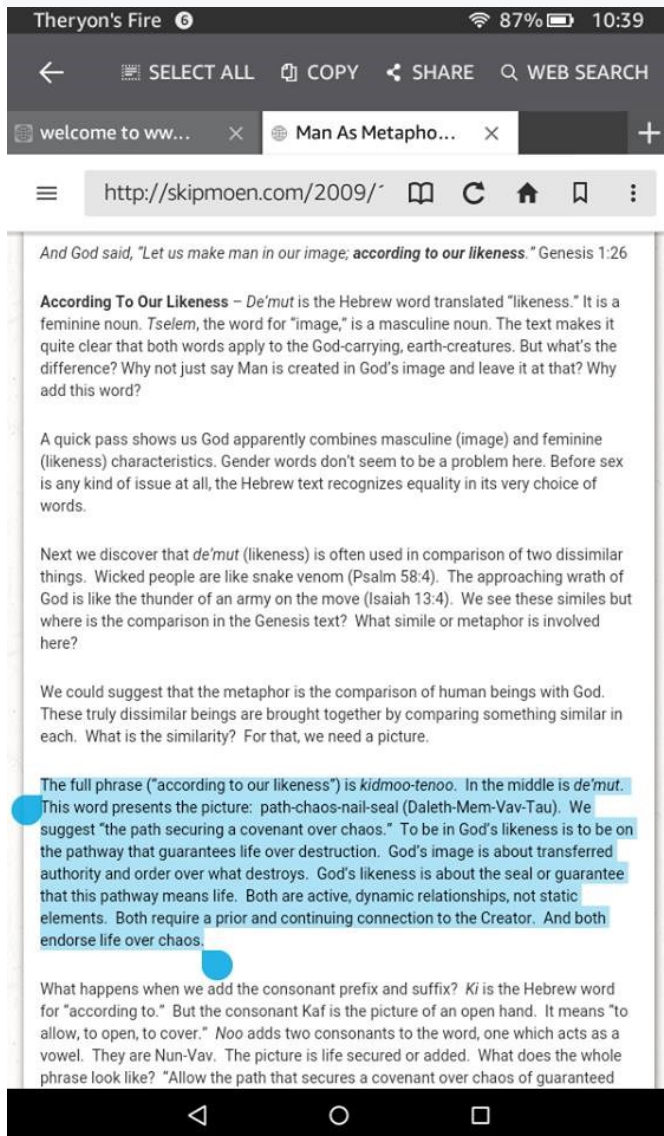 Theryon's Fire 6 87% 10:39
SELECT ALL COPY SHARE WEB SEARCH
welcome to ww... Man As Metapho...
http://skipmoen.com/2009/
And God said, "Let us make man in our image; according to our likeness." Genesis 1:26
According To Our Likeness – De'mut is the Hebrew word translated "likeness." It is a
feminine noun. Tselem, the word for "image," is a masculine noun. The text makes it
quite clear that both words apply to the God-carrying, earth-creatures. But what's the
difference? Why not just say Man is created in God's image and leave it at that? Why
add this word?
A quick pass shows us God apparently combines masculine (image) and feminine
(likeness) characteristics. Gender words don't seem to be a problem here. Before sex
is any kind of issue at all, the Hebrew text recognizes equality in its very choice of
words.
Next we discover that de'mut (likeness) is often used in comparison of two dissimilar
things. Wicked people are like snake venom (Psalm 58:4). The approaching wrath of
God is like the thunder of an army on the move (Isaiah 13:4). We see these similes but
where is the comparison in the Genesis text? What simile or metaphor is involved
here?
We could suggest that the metaphor is the comparison of human beings with God.
These truly dissimilar beings are brought together by comparing something similar in
each. What is the similarity? For that, we need a picture.
The full phrase ("according to our likeness") is kidmoo-tenoo. In the middle is de'mut.
This word presents the picture: path-chaos-nail-seal (Daleth-Mem-Vav-Tau). We
suggest "the path securing a covenant over chaos." To be in God's likeness is to be on
the pathway that guarantees life over destruction. God's image is about transferred
authority and order over what destroys. God's likeness is about the seal or guarantee
that this pathway means life. Both are active, dynamic relationships, not static
elements. Both require a prior and continuing connection to the Creator. And both
endorse life over chaos.
What happens when we add the consonant prefix and suffix? Ki is the Hebrew word
for "according to." But the consonant Kaf is the picture of an open hand. It means "to
allow, to open, to cover." Noo adds two consonants to the word, one which acts as a
vowel. They are Nun-Vav. The picture is life secured or added. What does the whole
phrase look like? "Allow the path that secures a covenant over chaos of guaranteed